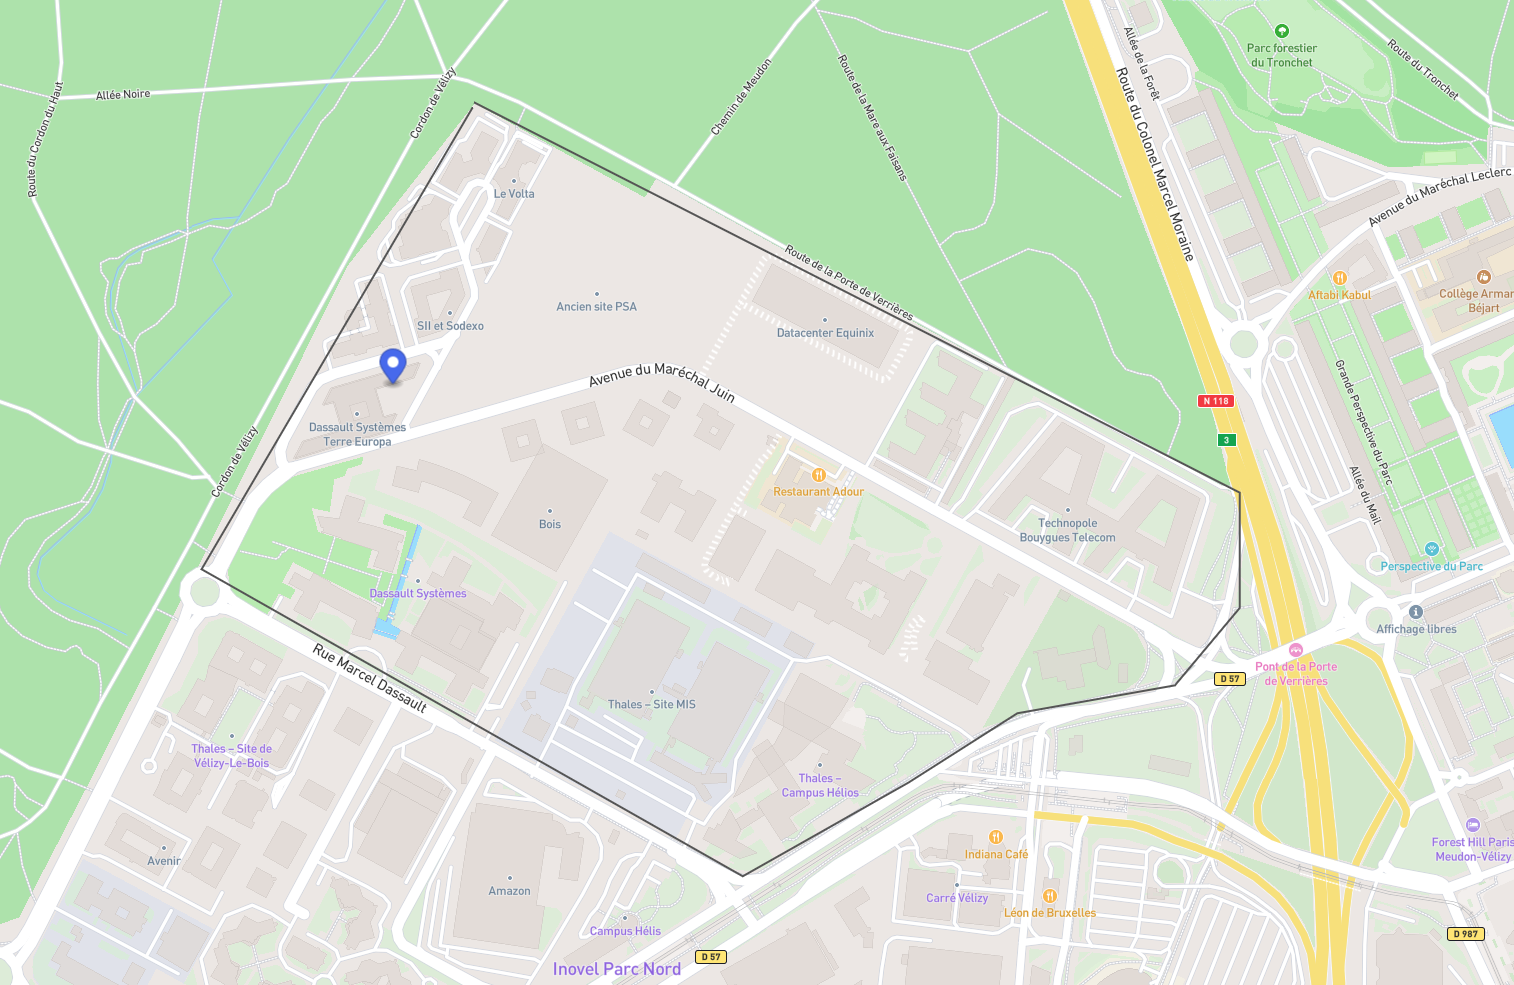 Allée Noire
Route du Cordon du Haut
Cordon de Vélizy
Chemin de Meudon
Route de la Mare aux Faisans
Route du Colonel Marcel Moraine
Allée de la Forêt
Parc forestier
du Tronchet
Route du Tronchet
Avenue du Maréchal Leclerc
Le Volta
Route de la Porte de Verrières
Ancien site PSA
SII et Sodexo
Datacenter Equinix
Aftabi Kabul
Collège Arman
Béjart
Avenue du Maréchal Juin
Grande Perspective du Parc
N 118
3
Dassault Systèmes
Terre Europa
Cordon de Vélizy
Allée du Mail
Restaurant Adour
Bois
Technopole
Bouygues Telecom
Perspective du Parc
Dassault Systèmes
Affichage libres
Rue Marcel Dassault
Pont de la Porte
de Verrières
D 57
Thales – Site MIS
Thales – Site de
Vélizy-Le-Bois
Thales –
Campus Hélios
Avenir
Indiana Café
Forest Hill Paris
Meudon-Vélizy
Amazon
Carré Vélizy
Léon de Bruxelles
Campus Hélis
D 987
D 57
Inovel Parc Nord